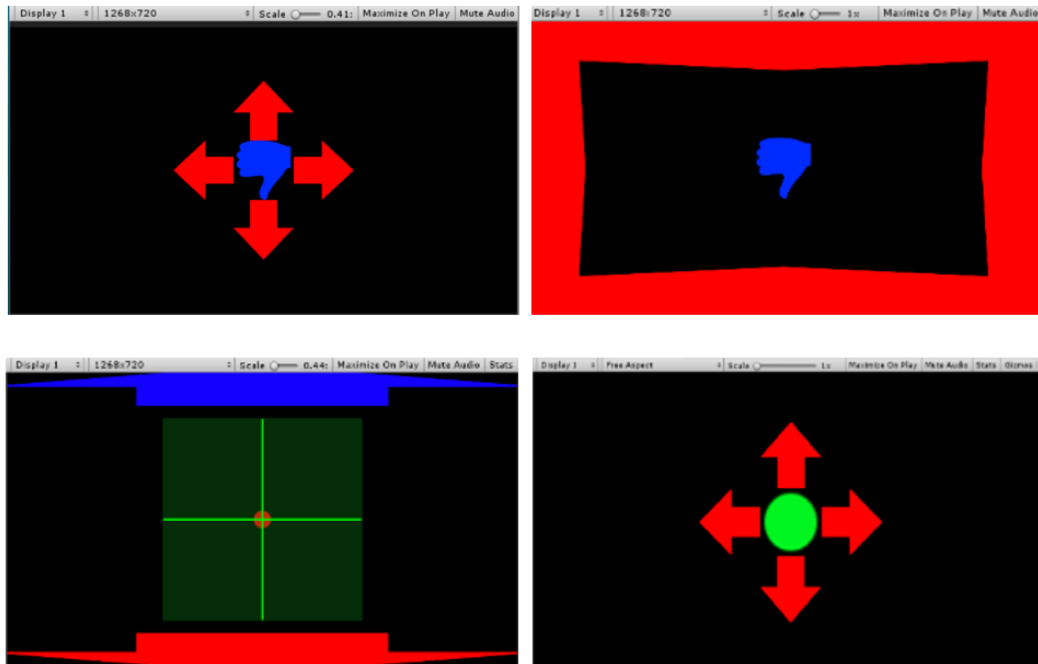 Display 1 1268x720 Scale 0.41: Maximize On Play Mute Audio
Display 1 1268x720 Scale 1x Maximize On Play Mute Audio
Display 1 1268x720 Scale 0.44: Maximize On Play Mute Audio Stats
Display 1 Free Aspect Scale 1x Maximize On Play Mute Audio Stats Gizmos